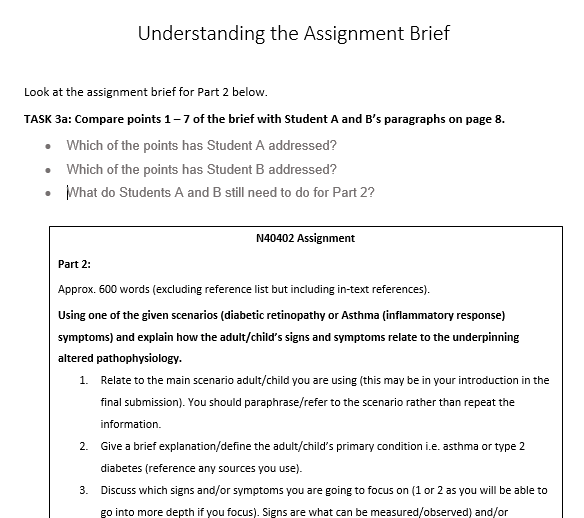 Understanding the Assignment Brief
Look at the assignment brief for Part 2 below.
TASK 3a: Compare points 1 – 7 of the brief with Student A and B's paragraphs on page 8.
• Which of the points has Student A addressed?
• Which of the points has Student B addressed?
• What do Students A and B still need to do for Part 2?
N40402 Assignment
Part 2:
Approx. 600 words (excluding reference list but including in-text references).
Using one of the given scenarios (diabetic retinopathy or Asthma (inflammatory response)
symptoms) and explain how the adult/child's signs and symptoms relate to the underpinning
altered pathophysiology.
1. Relate to the main scenario adult/child you are using (this may be in your introduction in the
final submission). You should paraphrase/refer to the scenario rather than repeat the
information.
2. Give a brief explanation/define the adult/child's primary condition i.e. asthma or type 2
diabetes (reference any sources you use).
3. Discuss which signs and/or symptoms you are going to focus on (1 or 2 as you will be able to
go into more depth if you focus). Signs are what can be measured/observed) and/or